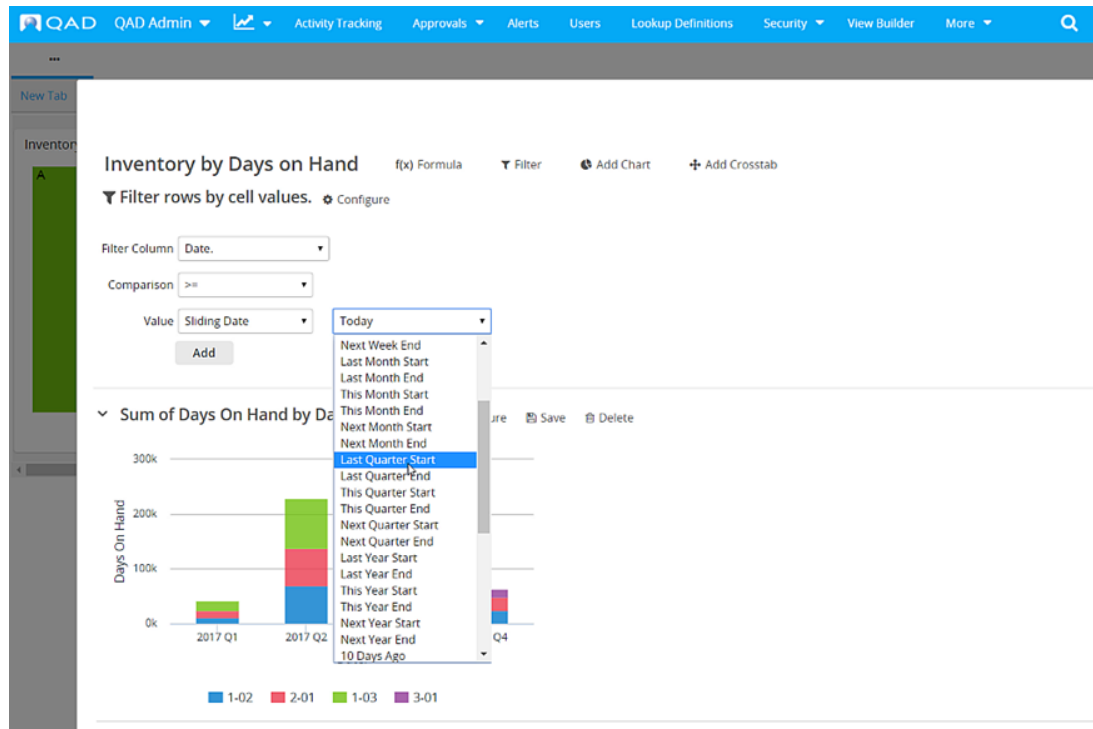 QAD QAD Admin Activity Tracking Approvals Alerts Users Lookup Definitions Security View Builder More
...
New Tab
Inventory by Days on Hand f(x) Formula Filter Add Chart Add Crosstab
A
Filter rows by cell values. Configure
Filter Column Date.
Comparison >=
Value Sliding Date Today
Add
Next Week End
Last Month Start
Last Month End
This Month Start
This Month End
Next Month Start
Next Month End
Last Quarter Start
Last Quarter End
This Quarter Start
This Quarter End
Next Quarter Start
Next Quarter End
Last Year Start
Last Year End
This Year Start
This Year End
Next Year Start
Next Year End
10 Days Ago
Sum of Days On Hand by Da
Save Delete
Days On Hand
300k
200k
100k
0k
2017 Q1 2017 Q2 Q4
1-02 2-01 1-03 3-01